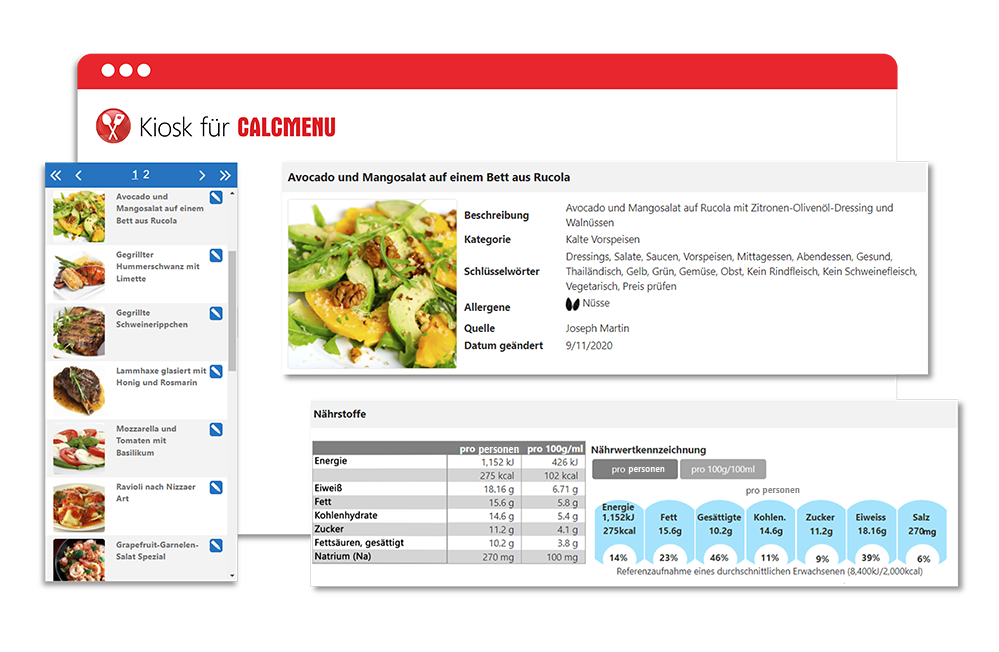 Kiosk für CALCMENU
1 2
Avocado und
Mangosalat auf einem
Bett aus Rucola
Gegrillter
Hummerschwanz mit
Limette
Gegrillte
Schweinerippchen
Lammhaxe glasiert mit
Honig und Rosmarin
Mozzarella und
Tomaten mit
Basilikum
Ravioli nach Nizzaer
Art
Grapefruit-Garnelen-
Salat Spezial
Avocado und Mangosalat auf einem Bett aus Rucola
Beschreibung Avocado und Mangosalat auf Rucola mit Zitronen-Olivenöl-Dressing und
Walnüssen
Kategorie Kalte Vorspeisen
Schlüsselwörter Dressings, Salate, Saucen, Vorspeisen, Mittagessen, Abendessen, Gesund,
Thailändisch, Gelb, Grün, Gemüse, Obst, Kein Rindfleisch, Kein Schweinefleisch,
Vegetarisch, Preis prüfen
Allergene Nüsse
Quelle Joseph Martin
Datum geändert 9/11/2020
Nährstoffe
pro personen pro 100g/ml
Energie 1,152 kJ 426 kJ
275 kcal 102 kcal
Eiweiß 18.16 g 6.71 g
Fett 15.6 g 5.8 g
Kohlenhydrate 14.6 g 5.4 g
Zucker 11.2 g 4.1 g
Fettsäuren, gesättigt 10.2 g 3.8 g
Natrium (Na) 270 mg 100 mg
Nährwertkennzeichnung
pro personen pro 100g/100ml
pro personen
Energie Fett Gesättigte Kohlen. Zucker Eiweiss Salz
1,152kJ 15.6g 10.2g 14.6g 11.2g 18.16g 270mg
275kcal
14% 23% 46% 11% 9% 39% 6%
Referenzaufnahme eines durchschnittlichen Erwachsenen (8,400kJ/2,000kcal)